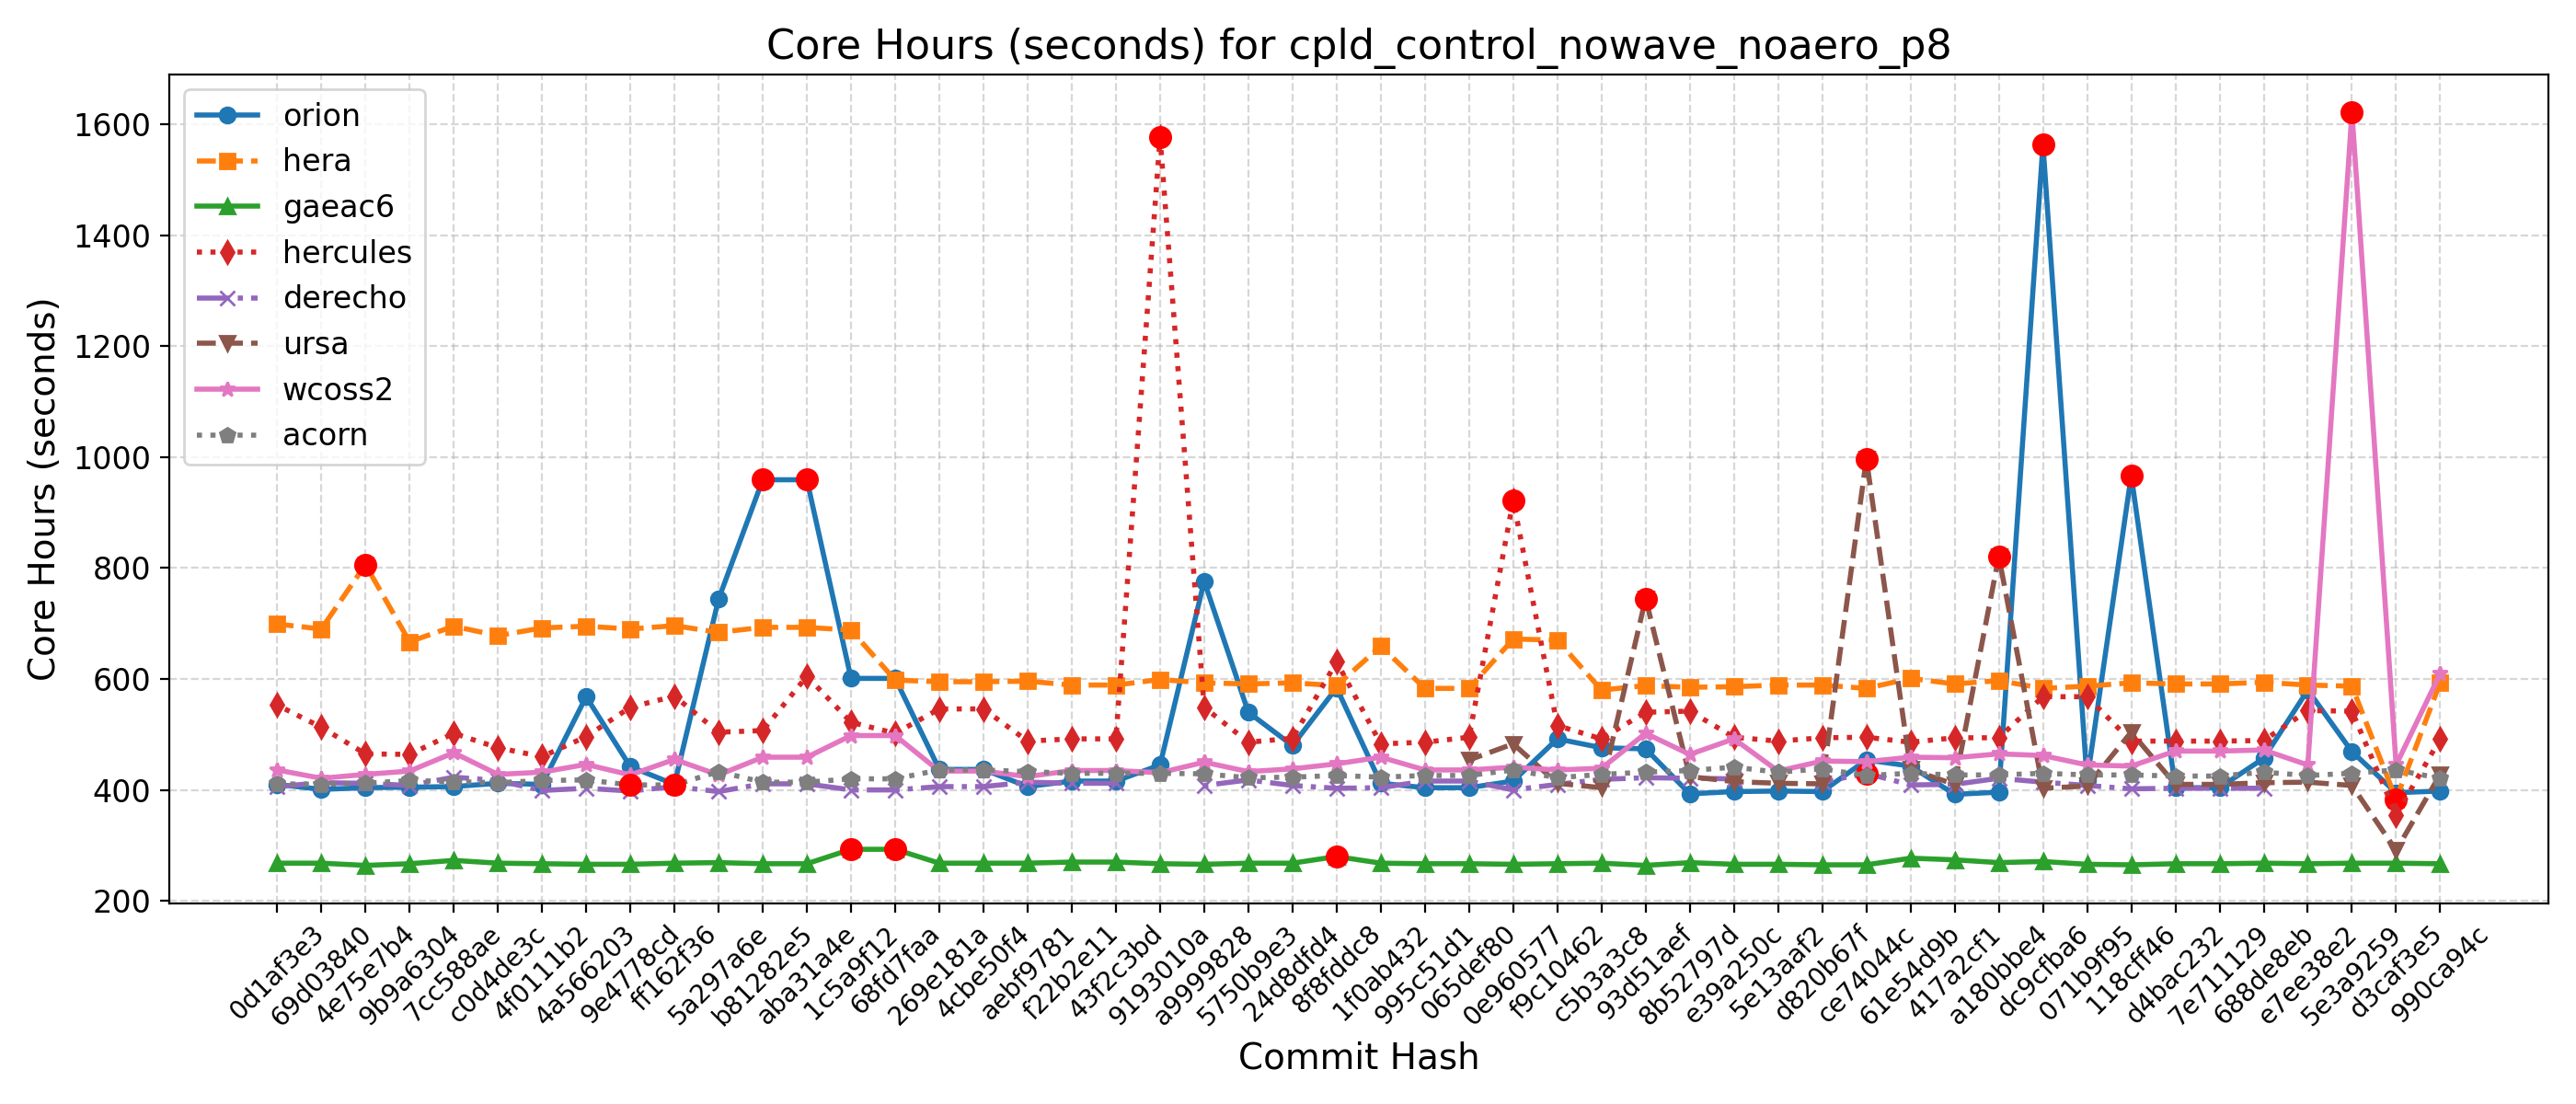 Core Hours (seconds) for cpld_control_nowave_noaero_p8
Core Hours (seconds)
1600
1400
1200
1000
800
600
400
200
orion
hera
gaeac6
hercules
derecho
ursa
wcoss2
acorn
0d1af3e3
69d03840
4e75e7b4
9b9a6304
7cc588ae
c0d4de3c
4f0111b2
4a566203
9e4778cd
ff162f36
5a297a6e
b81282e5
aba31a4e
1c5a9f12
68fd7faa
269e181a
4cbe50f4
aebf9781
f22b2e11
43f2c3bd
9193010a
a9999828
5750b9e3
24d8dfd4
8f8fddc8
1f0ab432
995c51d1
065def80
0e960577
f9c10462
c5b3a3c8
93d51aef
8b52797d
e39a250c
5e13aaf2
d820b67f
ce74044c
61e54d9b
417a2cf1
a180bbe4
dc9cfba6
071b9f95
118cff46
d4bac232
7e711129
688de8eb
e7ee38e2
5e3a9259
d3caf3e5
990ca94c
Commit Hash